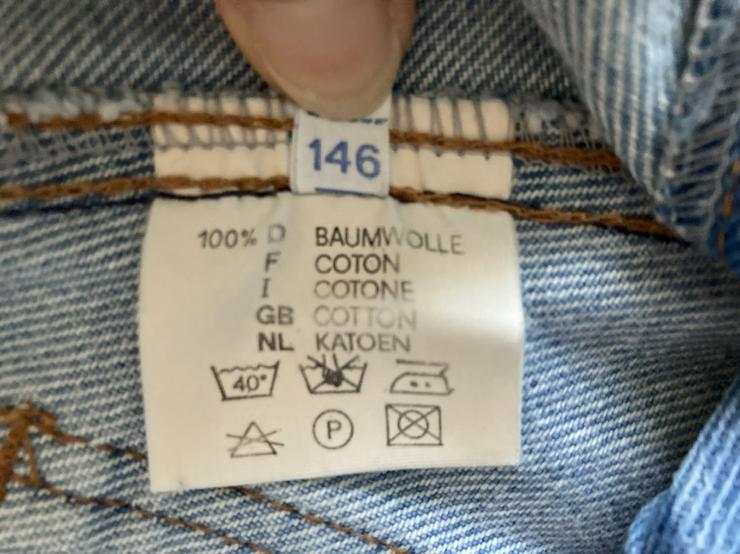 146
100% D BAUMWOLLE
F COTON
I COTONE
GB COTTON
NL KATOEN
40°
P